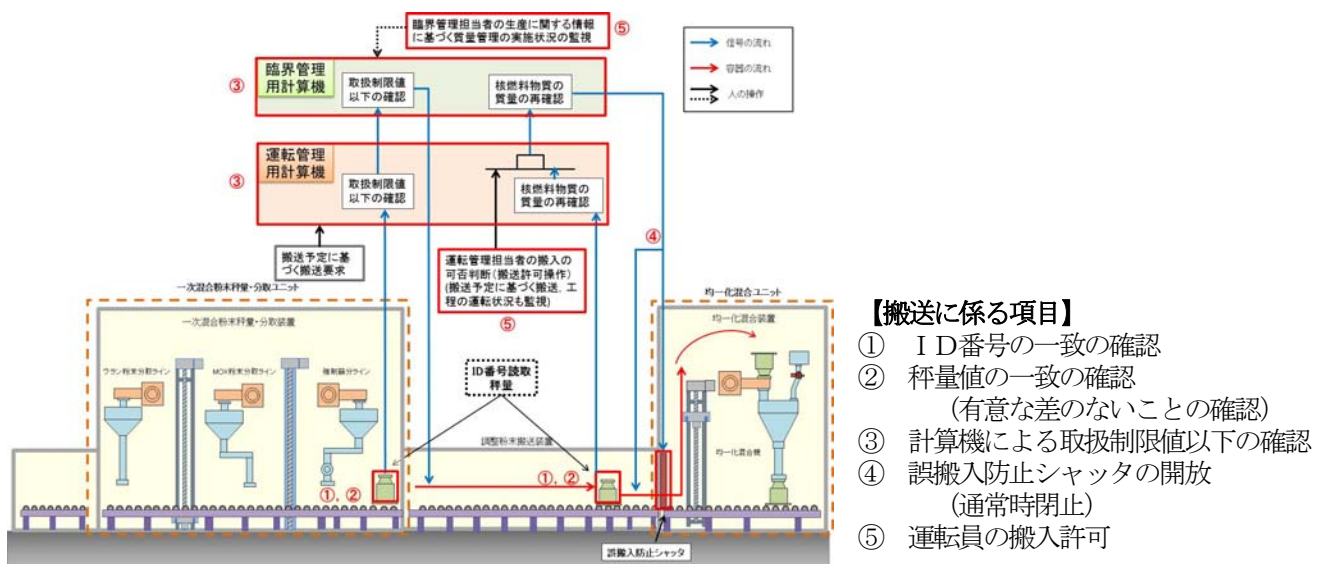 臨界管理担当者の生産に関する情報
に基づく質量管理の実施状況の監視
⑤
信号の流れ
容器の流れ
人の操作
臨界管理
用計算機
③
取扱制限値
以下の確認
核燃料物質の
質量の再確認
運転管理
用計算機
③
取扱制限値
以下の確認
核燃料物質の
質量の再確認
④
搬送予定に基
づく搬送要求
運転管理担当者の搬入の
可否判断(搬送許可操作)
(搬送予定に基づく搬送、工
程の運転状況も監視)
⑤
一次混合粉末秤量・分取ユニット
一次混合粉末秤量・分取装置
ウラン粉末分取ライン
MOX粉末分取ライン
強制篩分ライン
①, ②
ID番号読取
秤量
調整粉末搬送装置
①, ②
均一化混合ユニット
均一化混合装置
均一化混合機
誤搬入防止シャッタ
【搬送に係る項目】
① ID番号の一致の確認
② 秤量値の一致の確認
(有意な差のないことの確認)
③ 計算機による取扱制限値以下の確認
④ 誤搬入防止シャッタの開放
(通常時閉止)
⑤ 運転員の搬入許可